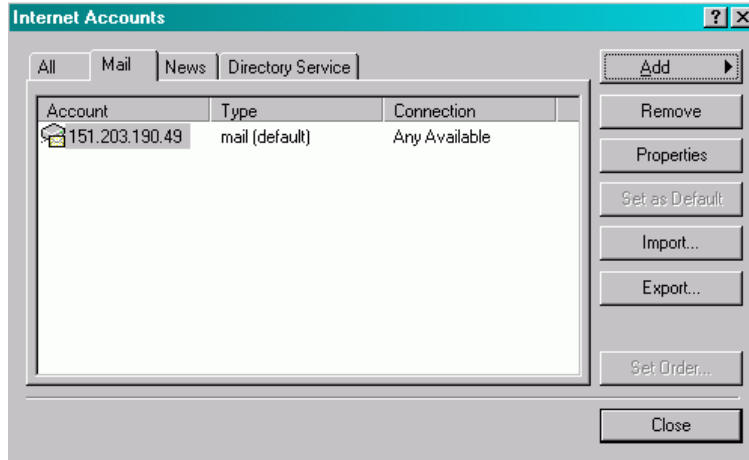 Internet Accounts
All Mail News Directory Service
Add
Account Type Connection
Remove
151.203.190.49 mail (default) Any Available
Properties
Set as Default
Import...
Export...
Set Order...
Close